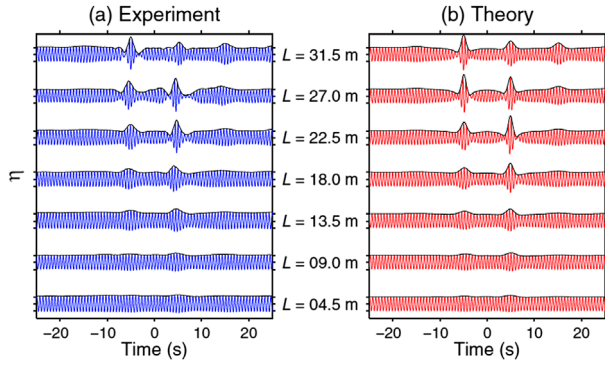 (a) Experiment
(b) Theory
L = 31.5 m
L = 27.0 m
L = 22.5 m
L = 18.0 m
L = 13.5 m
L = 09.0 m
L = 04.5 m
η
−20 −10 0 10 20
−20 −10 0 10 20
Time (s)
Time (s)